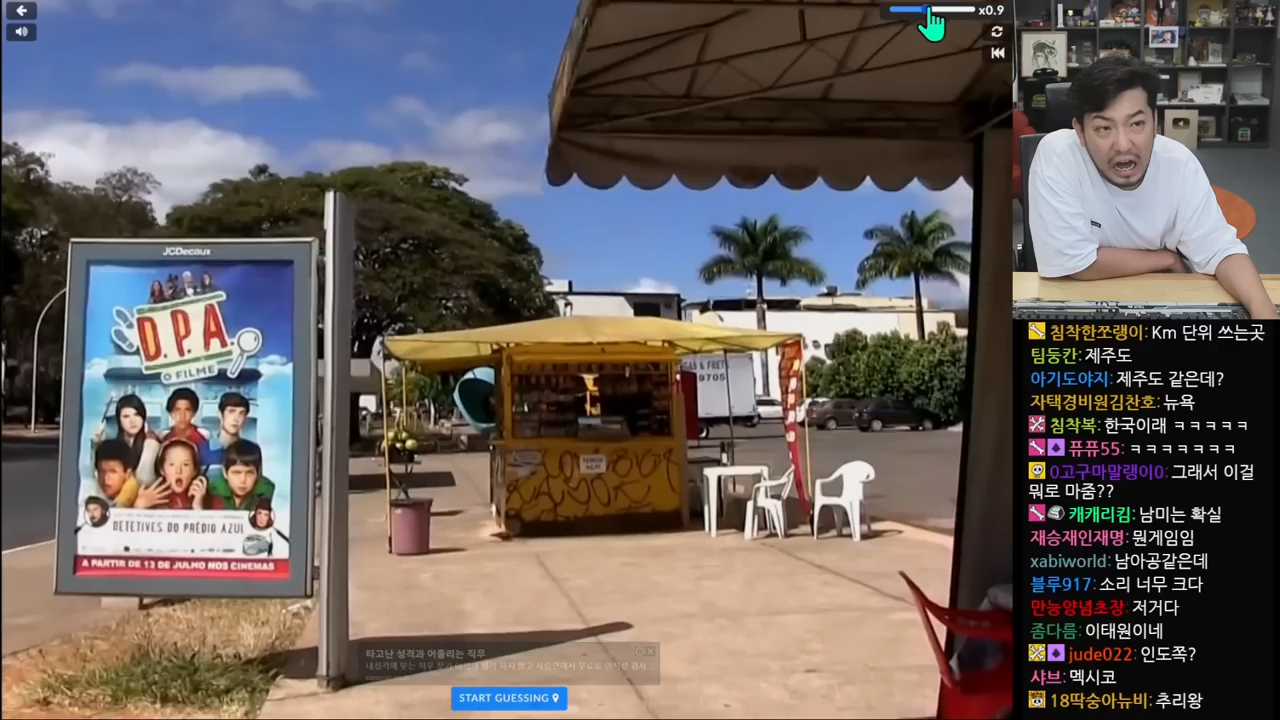 x0.9
JCDecaux
D.P.A.
O FILME
DETETIVES DO PRÉDIO AZUL
A PARTIR DE 13 DE JULHO NOS CINEMAS
9705
타고난 성격과 어울리는 직무
START GUESSING
침착한쪼랭이: Km 단위 쓰는곳
팀둥칸: 제주도
아기도야지: 제주도 같은데?
자택경비원김찬호: 뉴욕
침착복: 한국이래 ㅋㅋㅋㅋㅋ
퓨퓨55: ㅋㅋㅋㅋㅋㅋㅋ
0고구마말랭이0: 그래서 이걸
뭐로 마줌??
캐캐리킴: 남미는 확실
재승재인재명: 뭔게임임
xabiworld: 남아공같은데
블루917: 소리 너무 크다
만능양념초장: 저거다
좀다름: 이태원이네
jude022: 인도쪽?
샤브: 멕시코
18딱숭아뉴비: 추리왕